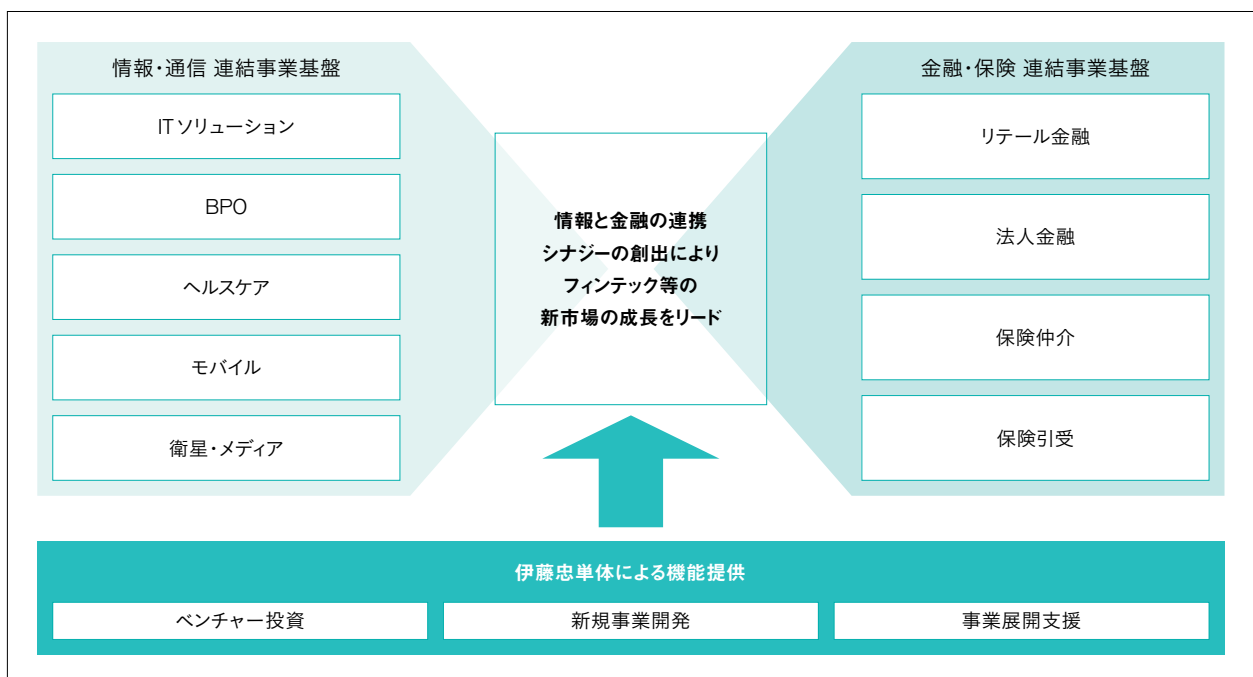 情報・通信 連結事業基盤
ITソリューション
BPO
ヘルスケア
モバイル
衛星・メディア
情報と金融の連携
シナジーの創出により
フィンテック等の
新市場の成長をリード
金融・保険 連結事業基盤
リテール金融
法人金融
保険仲介
保険引受
伊藤忠単体による機能提供
ベンチャー投資
新規事業開発
事業展開支援